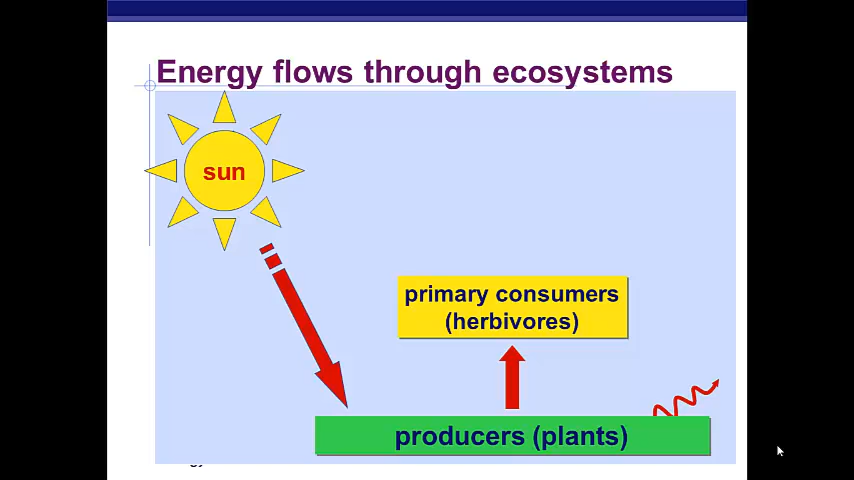 Energy flows through ecosystems
sun
primary consumers
(herbivores)
producers (plants)